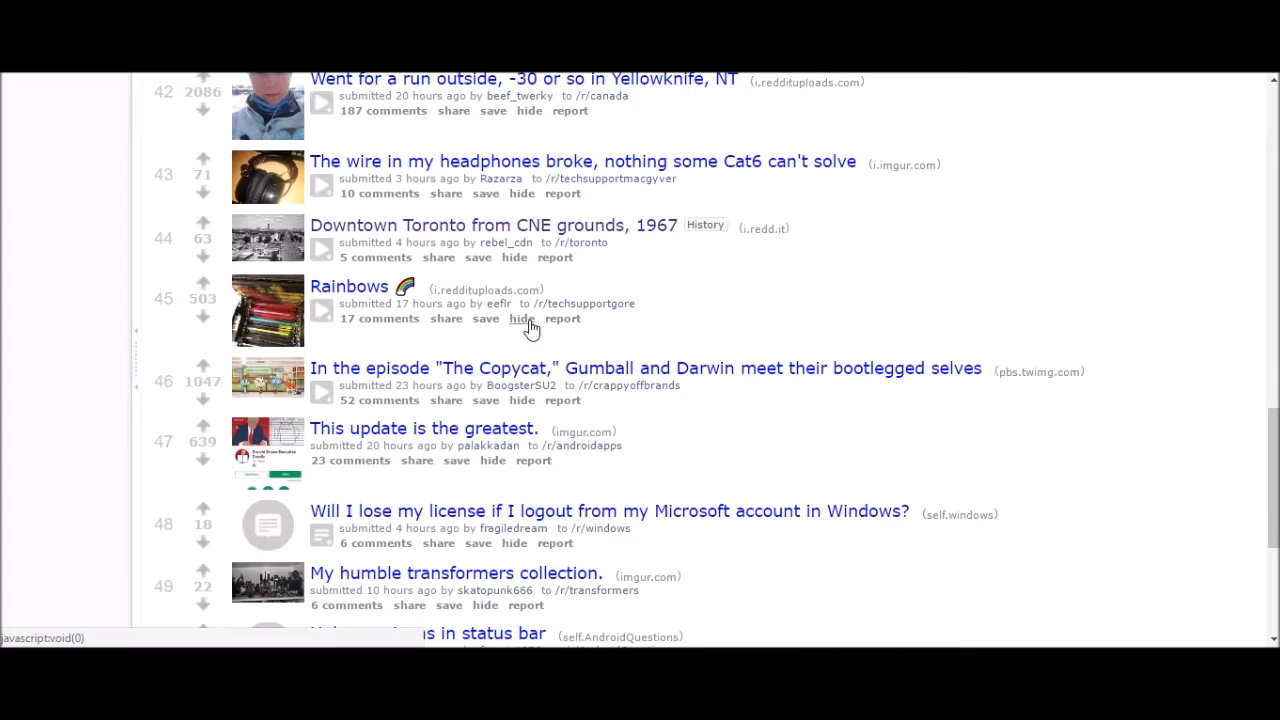 Went for a run outside, -30 or so in Yellowknife, NT (i.reddituploads.com)
42 2086
submitted 20 hours ago by beef_twerky to /r/canada
187 comments share save hide report
The wire in my headphones broke, nothing some Cat6 can't solve (i.imgur.com)
43 71
submitted 3 hours ago by Razarza to /r/techsupportmacgyver
10 comments share save hide report
Downtown Toronto from CNE grounds, 1967 History (i.redd.it)
44 63
submitted 4 hours ago by rebel_cdn to /r/toronto
5 comments share save hide report
Rainbows 🌈 (i.reddituploads.com)
45 503
submitted 17 hours ago by eeflr to /r/techsupportgore
17 comments share save hide report
In the episode "The Copycat," Gumball and Darwin meet their bootlegged selves (pbs.twimg.com)
46 1047
submitted 23 hours ago by BoogsterSU2 to /r/crappyoffbrands
52 comments share save hide report
This update is the greatest. (imgur.com)
47 639
submitted 20 hours ago by palakkadan to /r/androidapps
23 comments share save hide report
Will I lose my license if I logout from my Microsoft account in Windows? (self.windows)
48 18
submitted 4 hours ago by fragiledream to /r/windows
6 comments share save hide report
My humble transformers collection. (imgur.com)
49 22
submitted 10 hours ago by skatopunk666 to /r/transformers
6 comments share save hide report
in status bar (self.AndroidQuestions)
javascript:void(0)